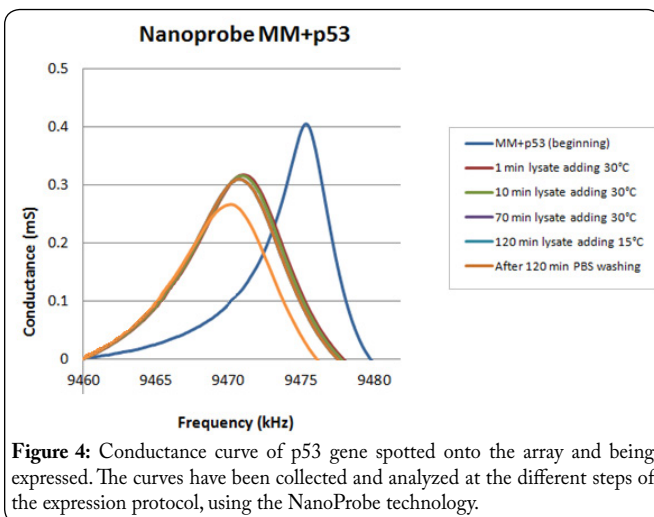 Nanoprobe MM+p53
0.5
0.4
0.3
0.2
0.1
0
Conductance (mS)
9460 9465 9470 9475 9480
Frequency (kHz)
MM+p53 (beginning)
1 min lysate adding 30°C
10 min lysate adding 30°C
70 min lysate adding 30°C
120 min lysate adding 15°C
After 120 min PBS washing
Figure 4: Conductance curve of p53 gene spotted onto the array and being
expressed. The curves have been collected and analyzed at the different steps of
the expression protocol, using the NanoProbe technology.